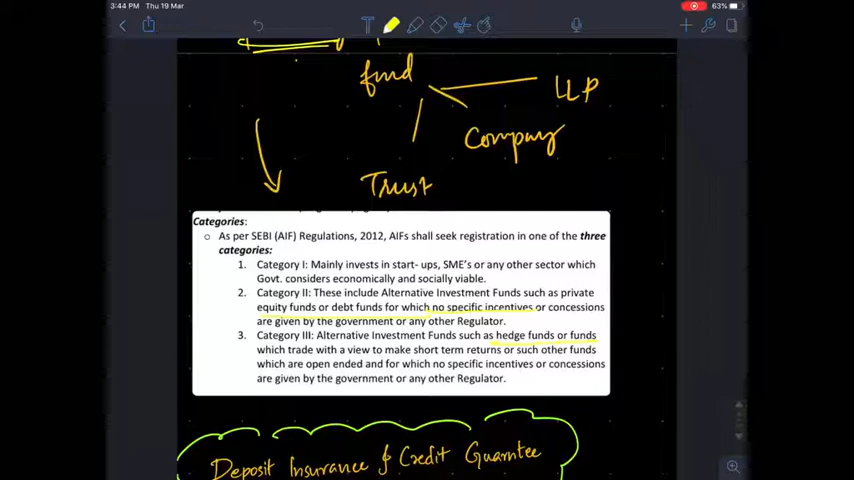 3:44 PM Thu 19 Mar
63%
fund
LLP
Company
Trust
Categories:
As per SEBI (AIF) Regulations, 2012, AIFs shall seek registration in one of the three
categories:
1. Category I: Mainly invests in start- ups, SME's or any other sector which
Govt. considers economically and socially viable.
2. Category II: These include Alternative Investment Funds such as private
equity funds or debt funds for which no specific incentives or concessions
are given by the government or any other Regulator.
3. Category III: Alternative Investment Funds such as hedge funds or funds
which trade with a view to make short term returns or such other funds
which are open ended and for which no specific incentives or concessions
are given by the government or any other Regulator.
Deposit Insurance & Credit Guarntee